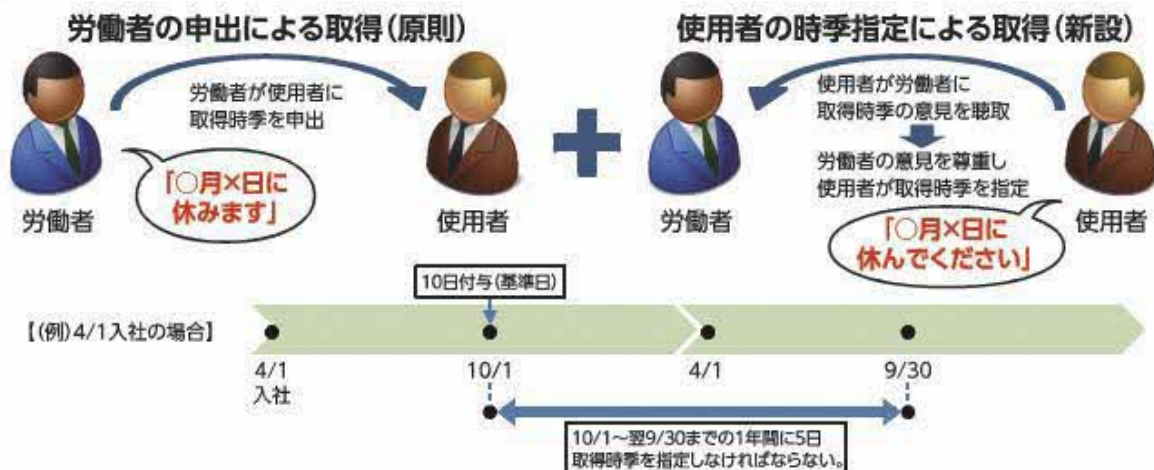 労働者の申出による取得(原則)
労働者が使用者に
取得時季を申出
「○月×日に
休みます」
労働者
使用者
使用者の時季指定による取得(新設)
使用者が労働者に
取得時季の意見を聴取
労働者の意見を尊重し
使用者が取得時季を指定
「○月×日に
休んでください」
労働者
使用者
10日付与(基準日)
【(例)4/1入社の場合】
4/1
入社
10/1
4/1
9/30
10/1～翌9/30までの1年間に5日
取得時季を指定しなければならない。